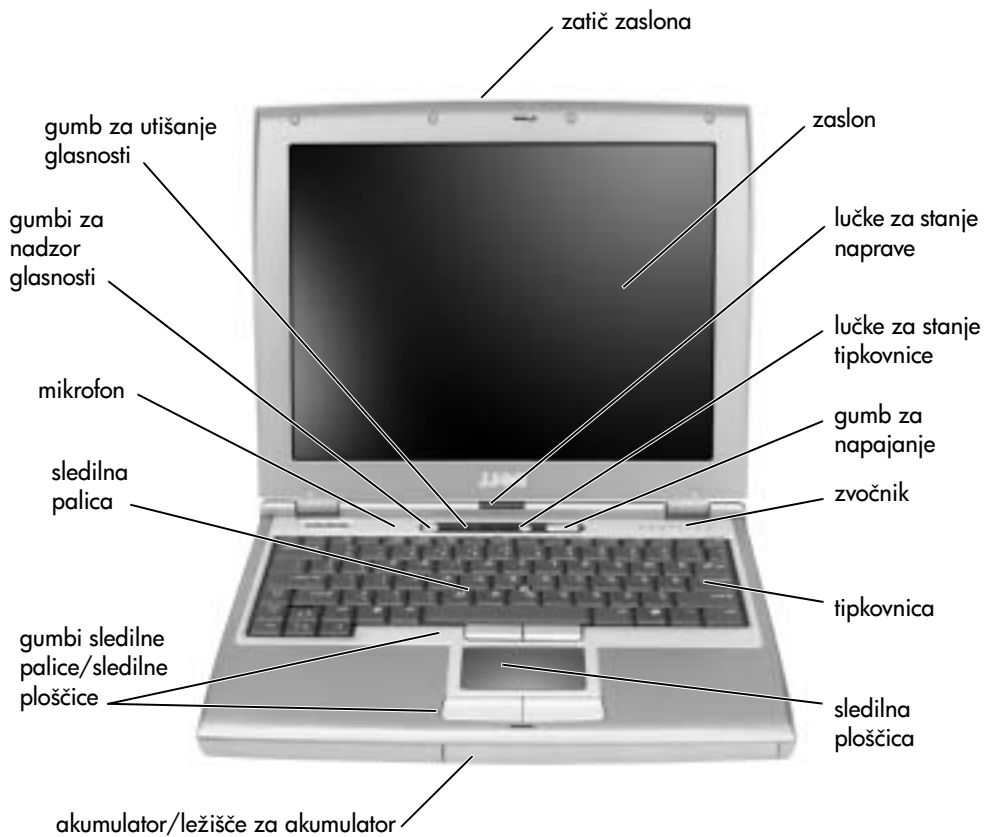 zatič zaslona
gumb za utišanje
glasnosti
zaslon
gumbi za
nadzor
glasnosti
lučke za stanje
naprave
lučke za stanje
tipkovnice
mikrofon
gumb za
napajanje
sledilna
palica
zvočnik
tipkovnica
gumbi sledilne
palice/sledilne
ploščice
sledilna
ploščica
akumulator/ležišče za akumulator